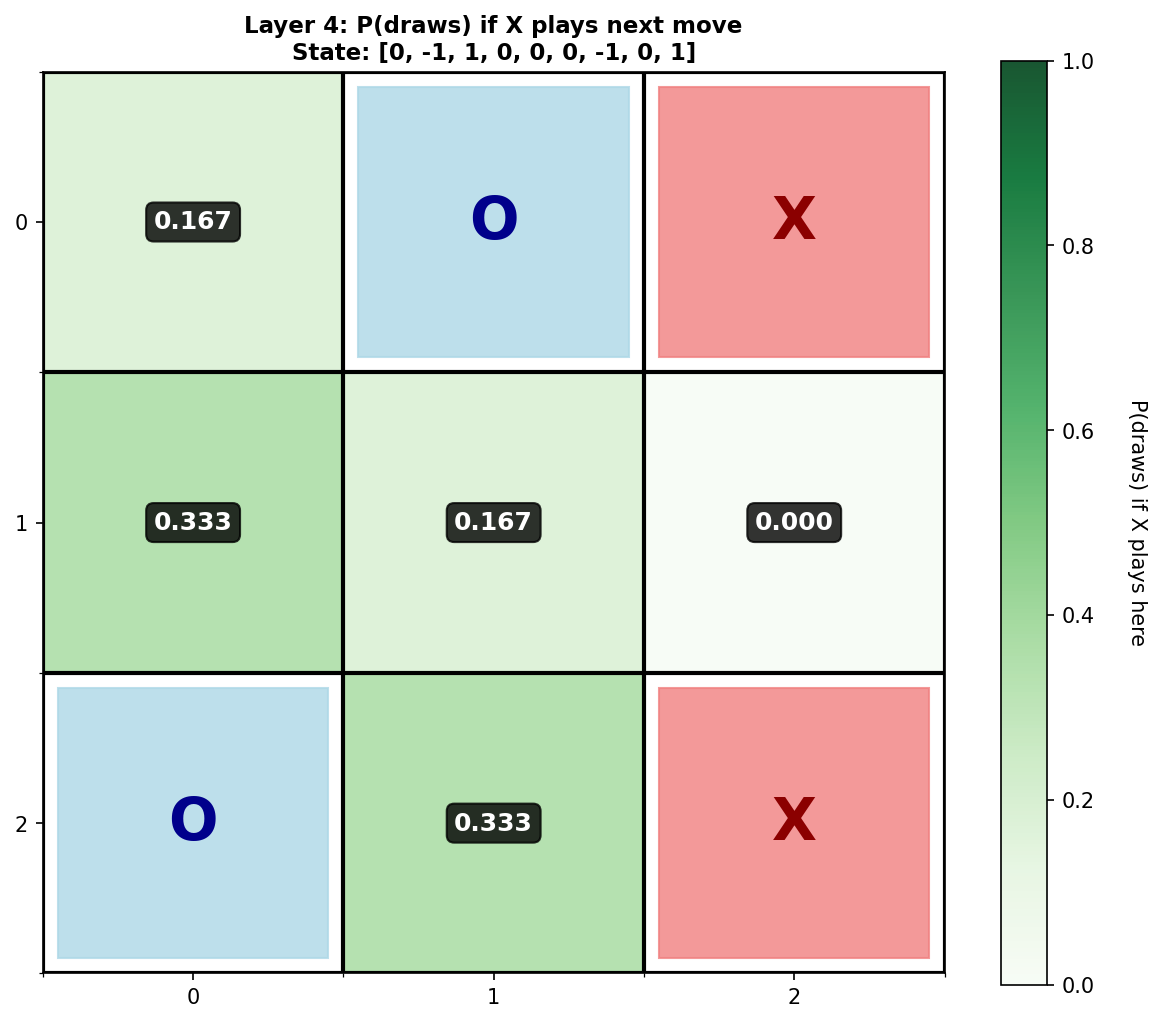 Layer 4: P(draws) if X plays next move
State: [0, -1, 1, 0, 0, 0, -1, 0, 1]
1.0
0.8
0.6
0.4
0.2
0.0
P(draws) if X plays here
0
0.167
O
X
1
0.333
0.167
0.000
2
O
0.333
X
0
1
2